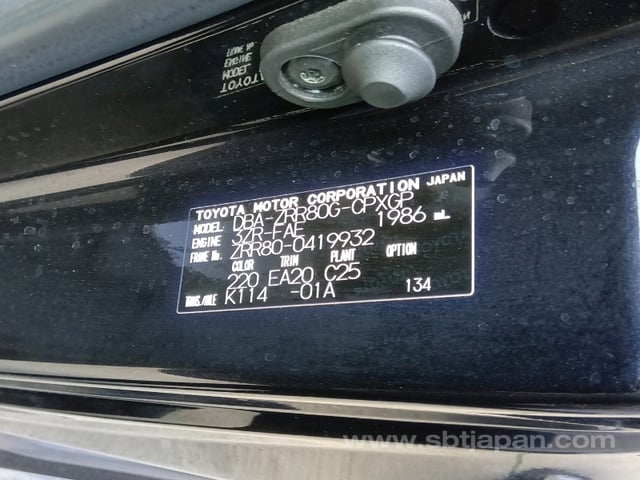 TOYOTA MOTOR CORPORATION JAPAN
MODEL DBA-ZRR80G-GPXGP
ENGINE 3ZR-FAE 1986 mL
FRAME No. ZRR80-0419932
COLOR TRIM PLANT OPTION
220 EA20 C25
TRANS./AXLE K114 -01A 134
www.sbtjapan.com